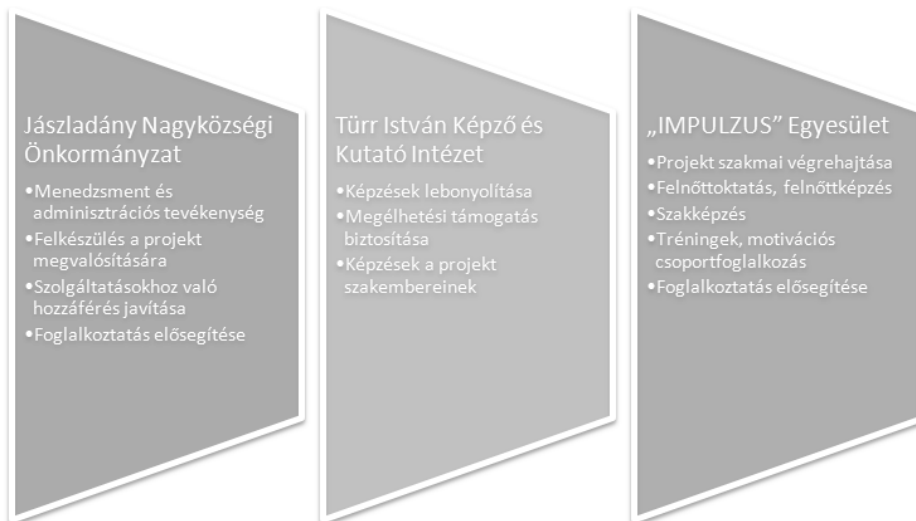 Jászladány Nagyközségi
Önkormányzat
•Menedzsment és
adminisztrációs tevékenység
•Felkészülés a projekt
megvalósítására
•Szolgáltatásokhoz való
hozzáférés javítása
•Foglalkoztatás elősegítése
Türr István Képző és
Kutató Intézet
•Képzések lebonyolítása
•Megélhetési támogatás
biztosítása
•Képzések a projekt
szakembereinek
„IMPULZUS” Egyesület
•Projekt szakmai végrehajtása
•Felnőttoktatás, felnőttképzés
•Szakképzés
•Tréningek, motivációs
csoportfoglalkozás
•Foglalkoztatás elősegítése